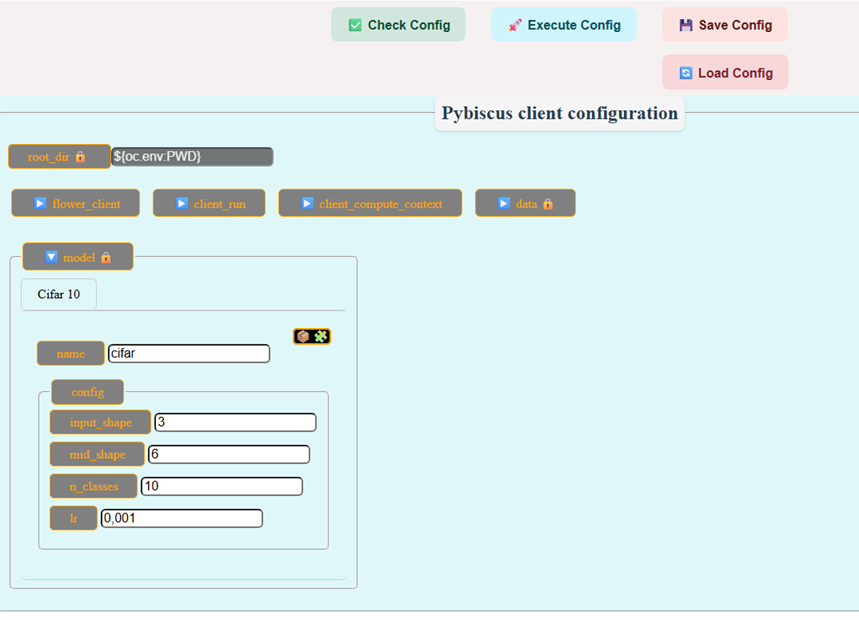 Check Config
Execute Config
Save Config
Load Config
Pybiscus client configuration
root_dir ${oc.env:PWD}
flower_client client_run client_compute_context data
model
Cifar 10
name cifar
config
input_shape 3
mid_shape 6
n_classes 10
lr 0,001